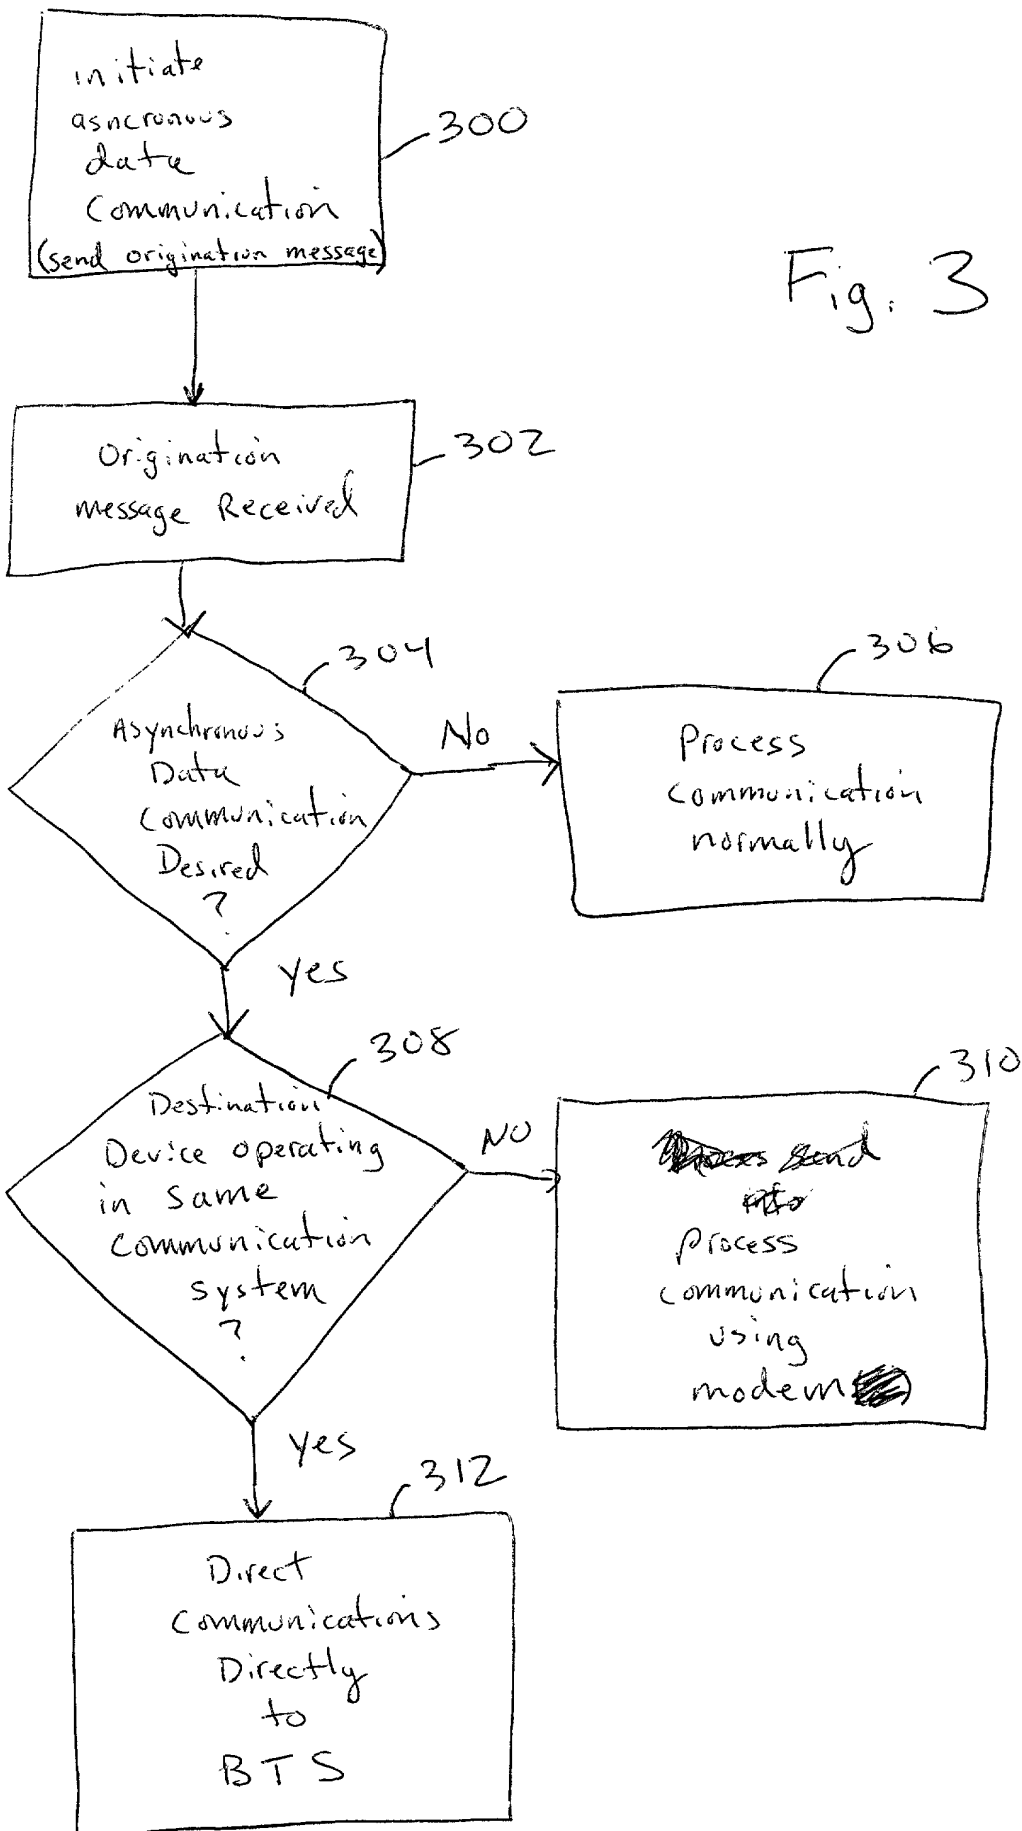 initiate
asncronous
data
Communication
(send origination message)
300
Fig. 3
Origination
message Received
302
304
Asynchronous
Data
Communication
Desired
?
No
306
Process
communication
normally
yes
308
Destination
Device operating
in same
communication
system
?
NO
310
send
Process
communication
using
modem
yes
312
Direct
Communications
Directly
to
BTS